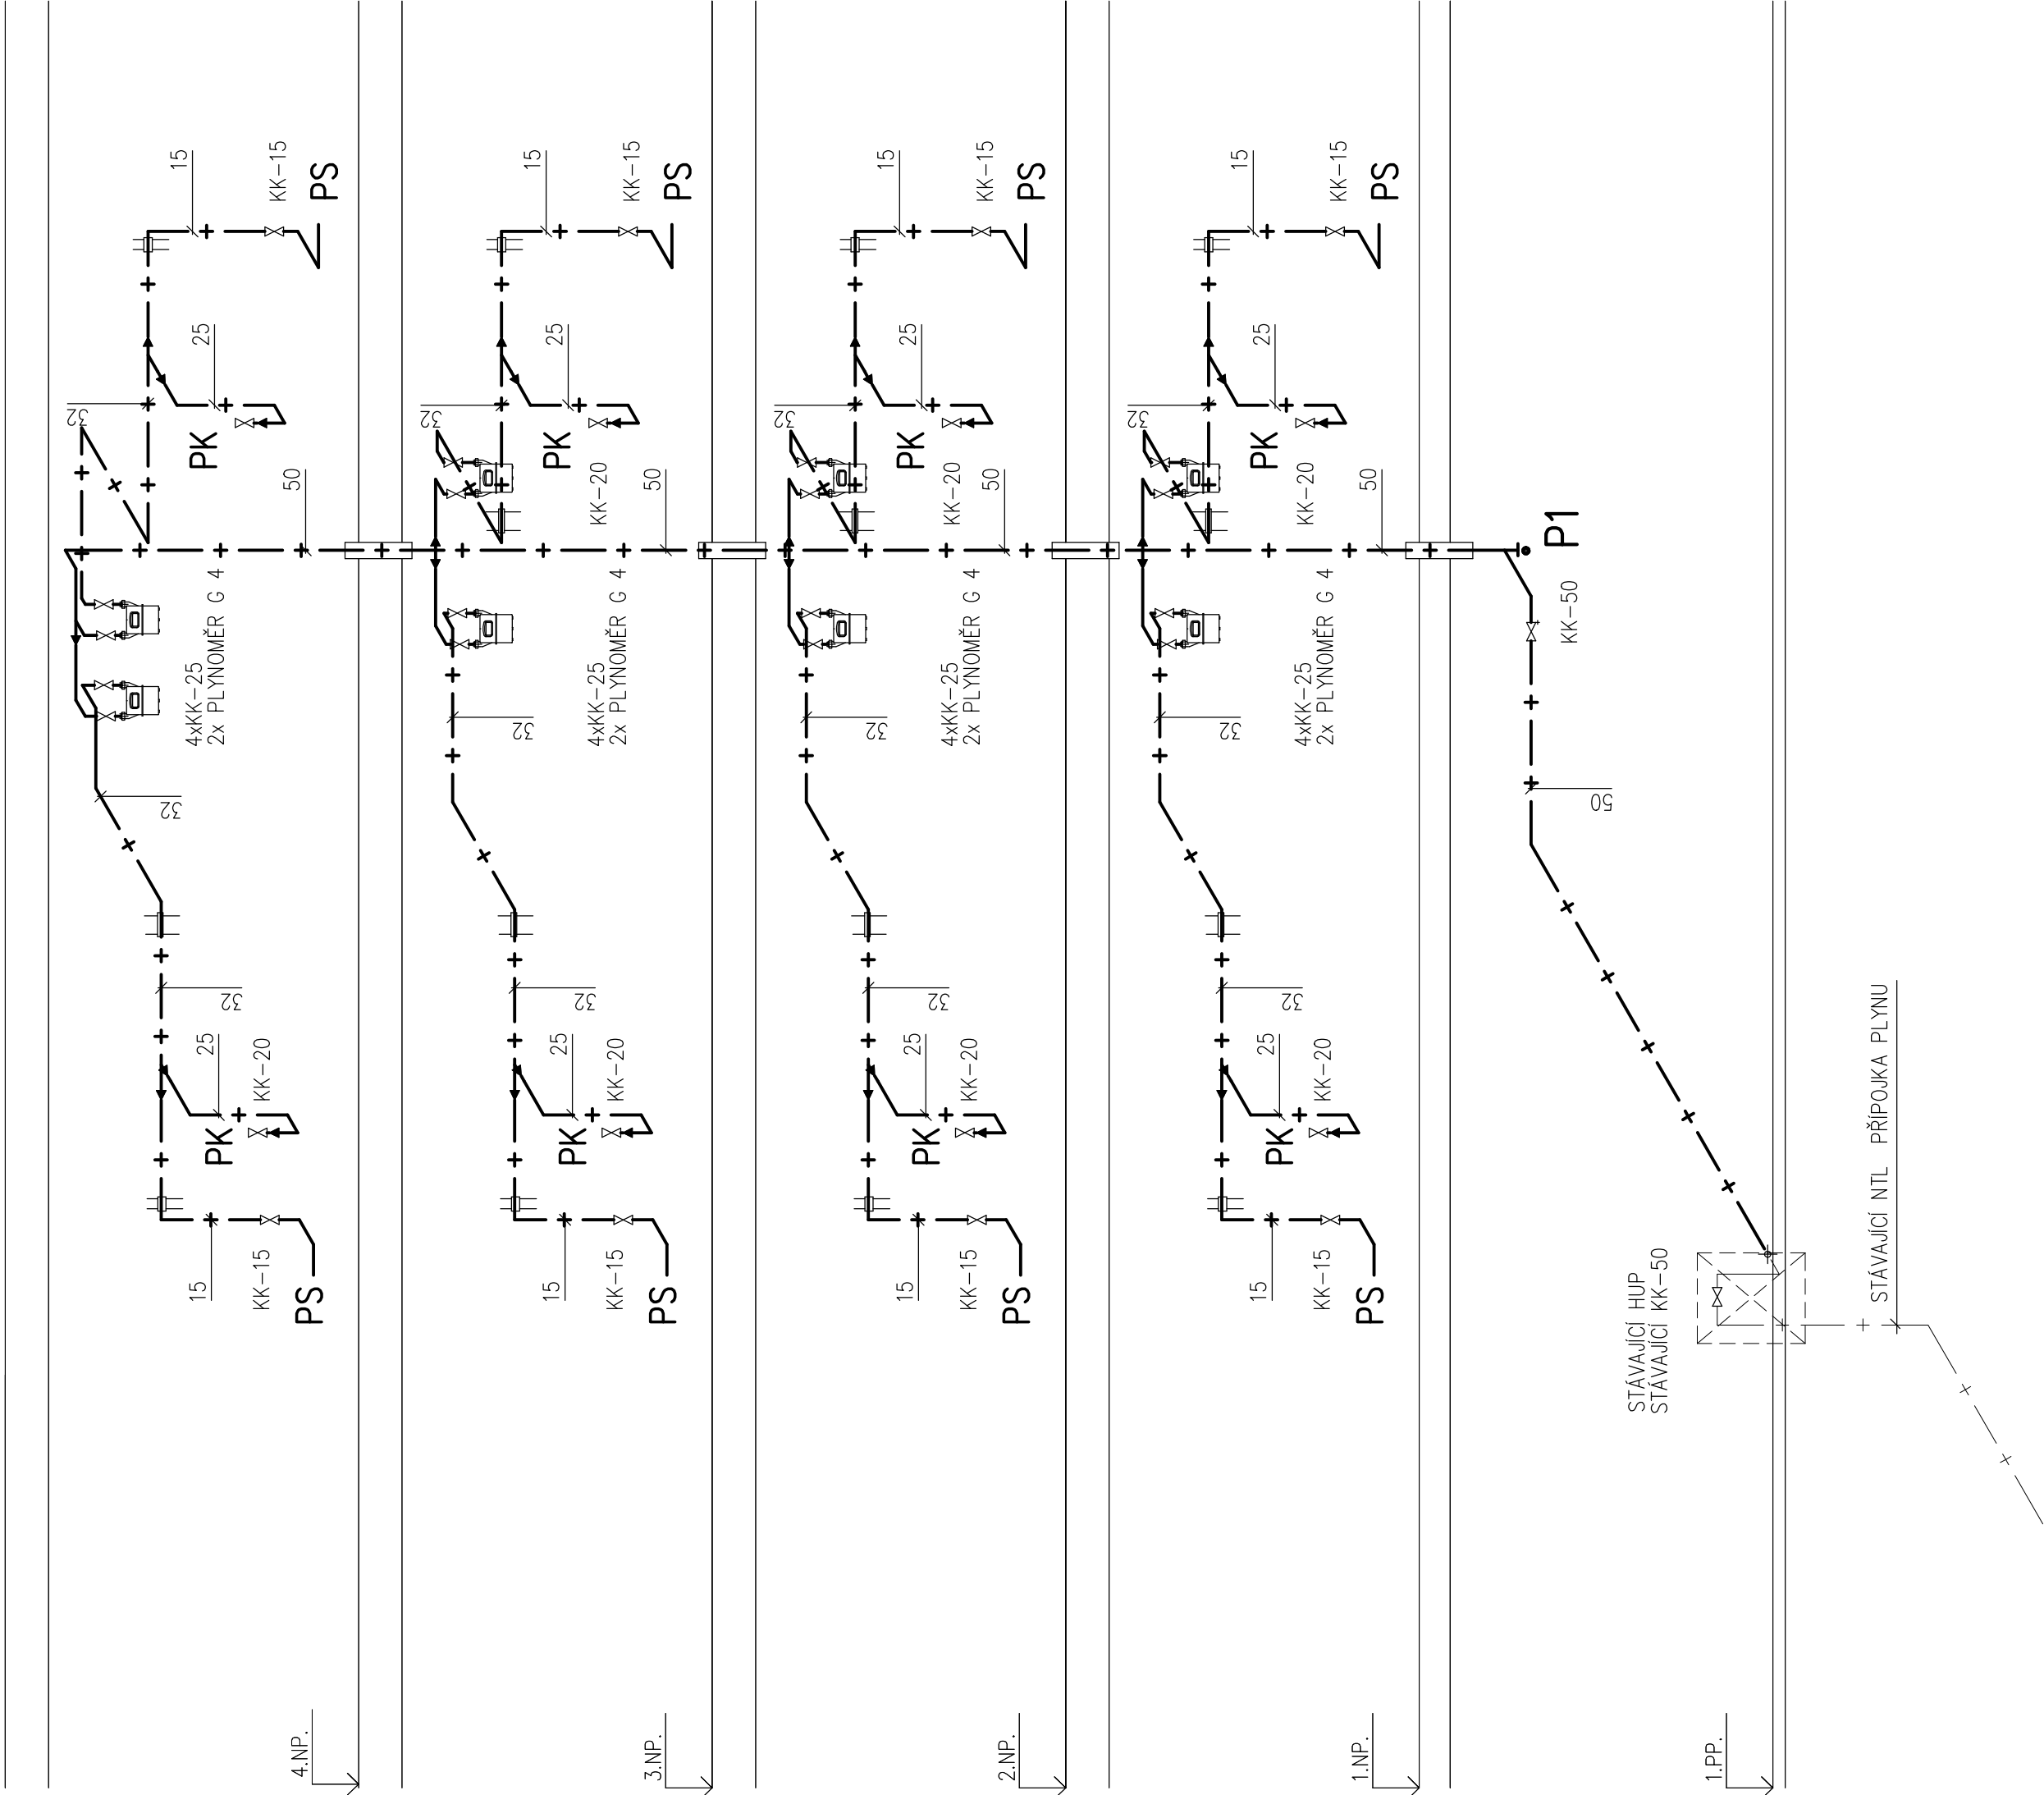 32
32
15
15
25
4xKK-25
2x PLYNOMĚR G 4
PK
25
PK
32
KK-20
KK-15
KK-15
50
4.NP.
PS
PS
32
32
15
15
25
PK
25
PK
32
4xKK-25
2x PLYNOMĚR G 4
KK-20
KK-20
KK-15
KK-15
50
3.NP.
PS
PS
32
32
15
15
25
PK
25
PK
32
4xKK-25
2x PLYNOMĚR G 4
KK-20
KK-20
KK-15
KK-15
50
2.NP.
PS
PS
32
32
15
15
25
PK
25
PK
32
4xKK-25
2x PLYNOMĚR G 4
KK-20
KK-20
KK-15
KK-15
50
1.NP.
PS
PS
P1
KK-50
50
STÁVAJÍCÍ HUP
STÁVAJÍCÍ KK-50
1.PP.
STÁVAJÍCÍ NTL PŘÍPOJKA PLYNU